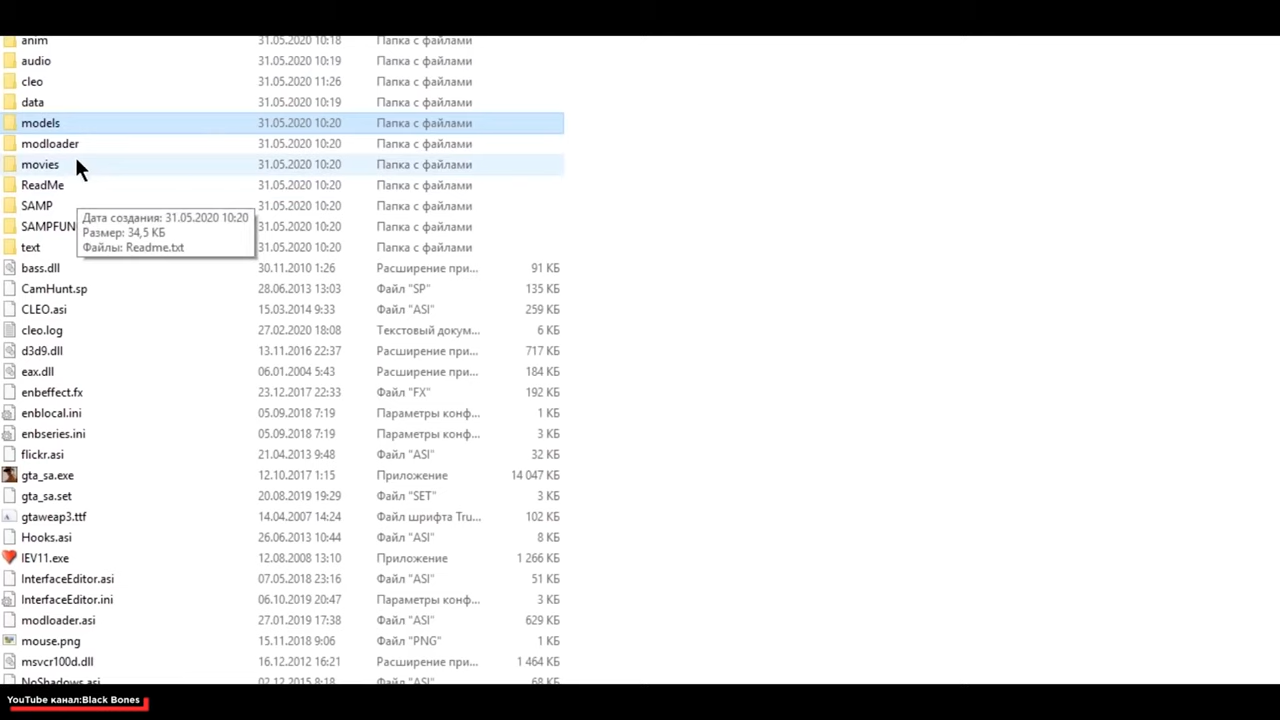 anim 31.05.2020 10:18 Папка с файлами
audio 31.05.2020 10:19 Папка с файлами
cleo 31.05.2020 11:26 Папка с файлами
data 31.05.2020 10:19 Папка с файлами
models 31.05.2020 10:20 Папка с файлами
modloader 31.05.2020 10:20 Папка с файлами
movies 31.05.2020 10:20 Папка с файлами
ReadMe 31.05.2020 10:20 Папка с файлами
SAMP 31.05.2020 10:20 Папка с файлами
SAMPFUN 31.05.2020 10:20 Папка с файлами
text 31.05.2020 10:20 Папка с файлами
Дата создания: 31.05.2020 10:20
Размер: 34,5 КБ
Файлы: Readme.txt
bass.dll 30.11.2010 1:26 Расширение при... 91 КБ
CamHunt.sp 28.06.2013 13:03 Файл "SP" 135 КБ
CLEO.asi 15.03.2014 9:33 Файл "ASI" 259 КБ
cleo.log 27.02.2020 18:08 Текстовый докум... 6 КБ
d3d9.dll 13.11.2016 22:37 Расширение при... 717 КБ
eax.dll 06.01.2004 5:43 Расширение при... 184 КБ
enbeffect.fx 23.12.2017 22:33 Файл "FX" 192 КБ
enblocal.ini 05.09.2018 7:19 Параметры конф... 1 КБ
enbseries.ini 05.09.2018 7:19 Параметры конф... 3 КБ
flickr.asi 21.04.2013 9:48 Файл "ASI" 32 КБ
gta_sa.exe 12.10.2017 1:15 Приложение 14 047 КБ
gta_sa.set 20.08.2019 19:29 Файл "SET" 3 КБ
gtaweap3.ttf 14.04.2007 14:24 Файл шрифта Tru... 102 КБ
Hooks.asi 26.06.2013 10:44 Файл "ASI" 8 КБ
IEV11.exe 12.08.2008 13:10 Приложение 1 266 КБ
InterfaceEditor.asi 07.05.2018 23:16 Файл "ASI" 51 КБ
InterfaceEditor.ini 06.10.2019 20:47 Параметры конф... 3 КБ
modloader.asi 27.01.2019 17:38 Файл "ASI" 629 КБ
mouse.png 15.11.2018 9:06 Файл "PNG" 1 КБ
msvcr100d.dll 16.12.2012 16:21 Расширение при... 1 464 КБ
NoShadows.asi 02.12.2015 8:18 Файл "ASI" 68 КБ
YouTube канал:Black Bones